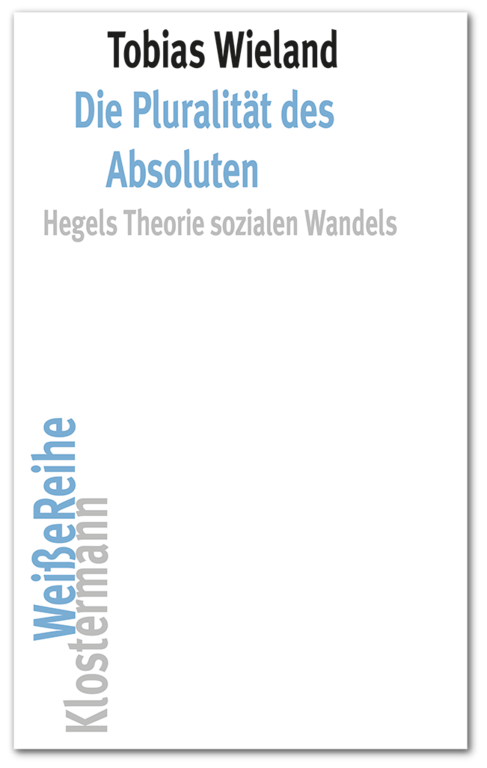 Tobias Wieland
Die Pluralität des
Absoluten
Hegels Theorie sozialen Wandels
WeißeReihe
Klostermann